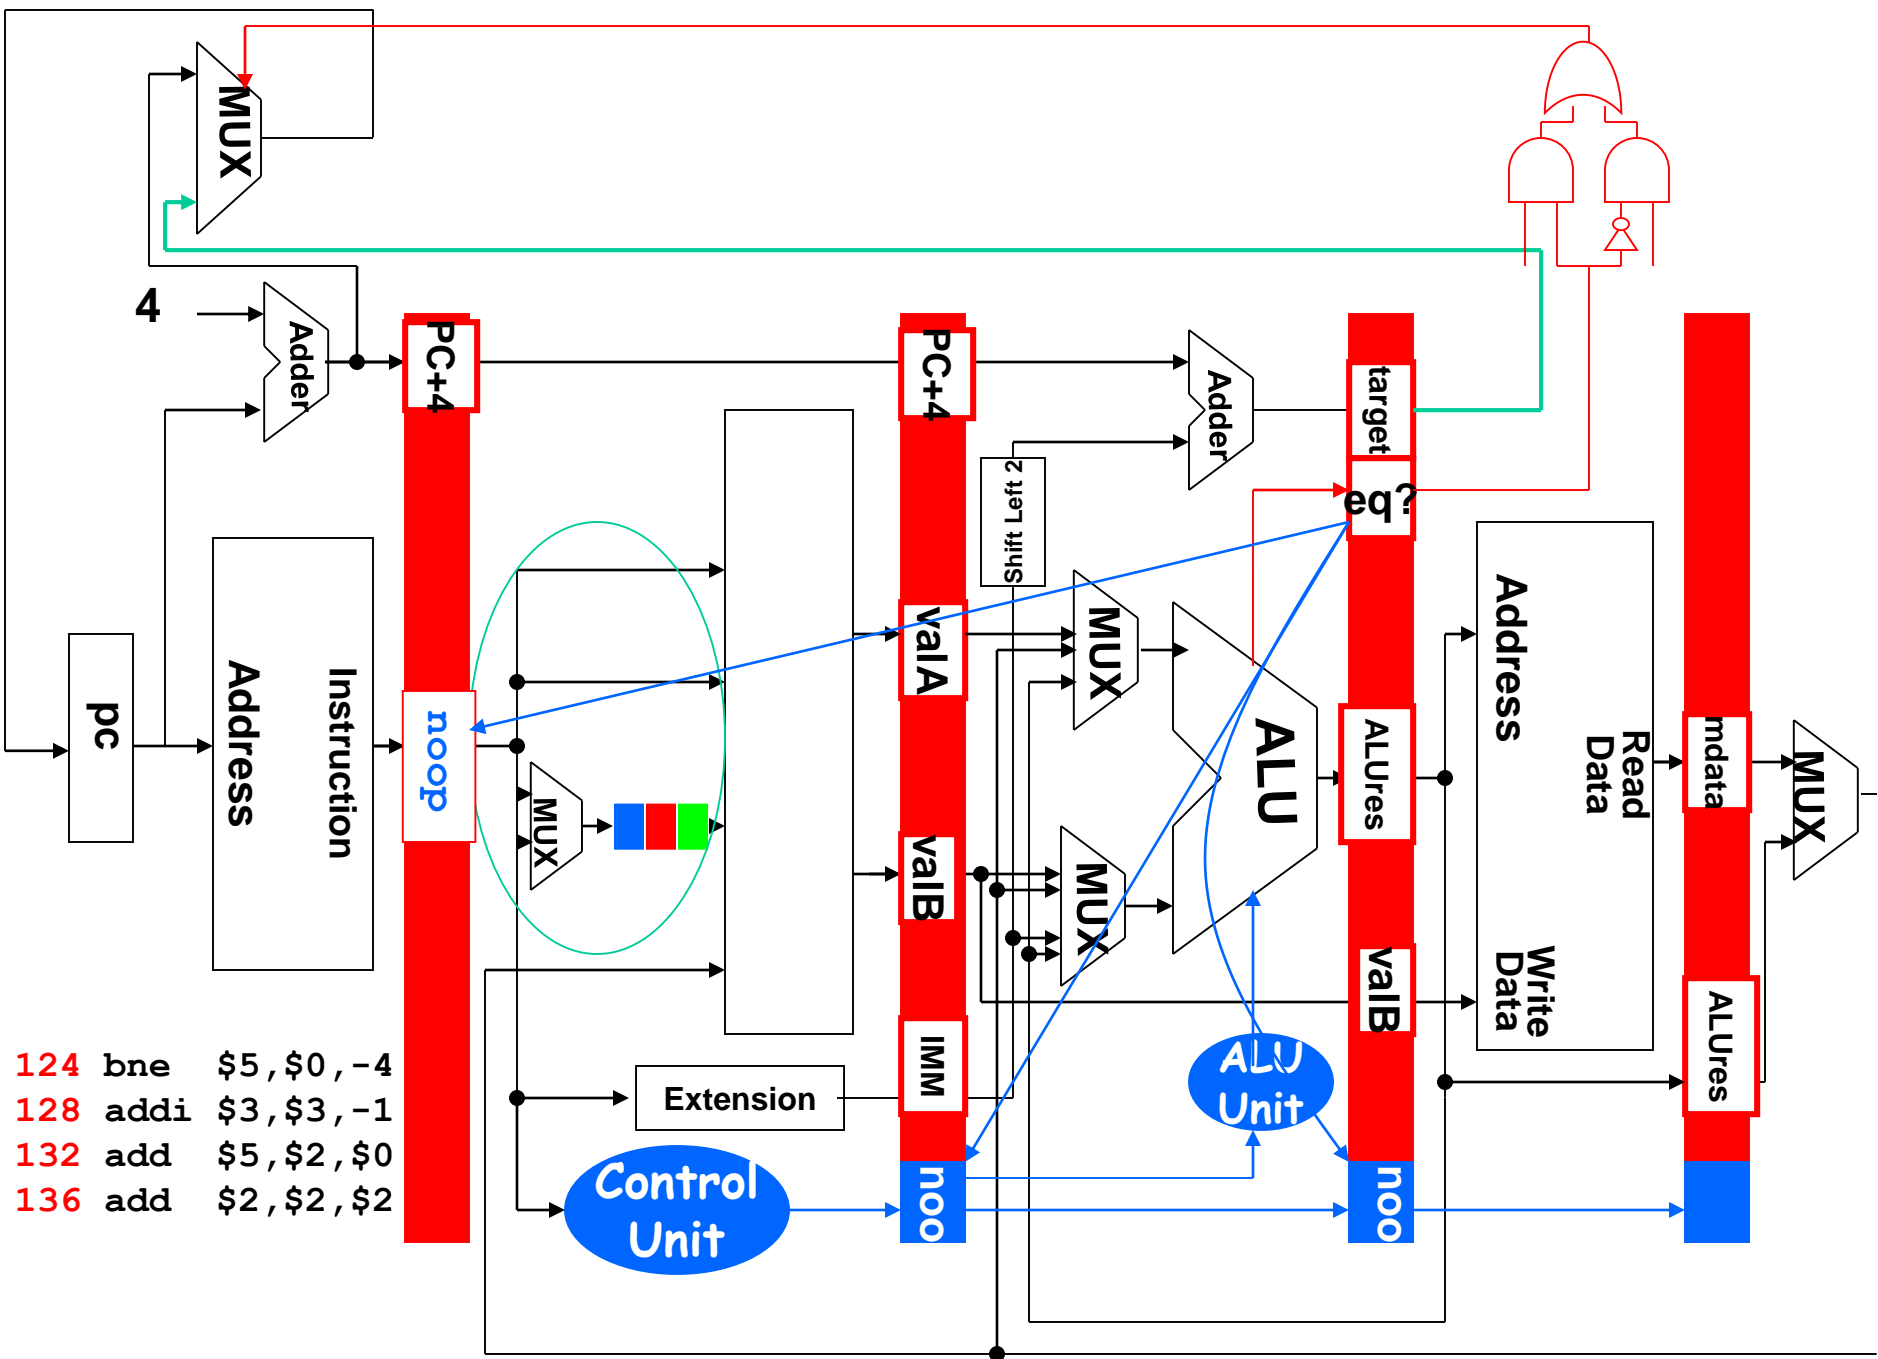 MUX
4
Adder
PC+4
PC+4
Adder
target
eq?
Shift Left 2
pc
Address
Instruction
noop
MUX
valA
valB
MUX
MUX
ALU
ALUres
valB
Address
Read
Data
Write
Data
mdata
ALUres
MUX
IMM
Extension
Control
Unit
ALU
Unit
noo
noo
124 bne $5,$0,-4
128 addi $3,$3,-1
132 add $5,$2,$0
136 add $2,$2,$2